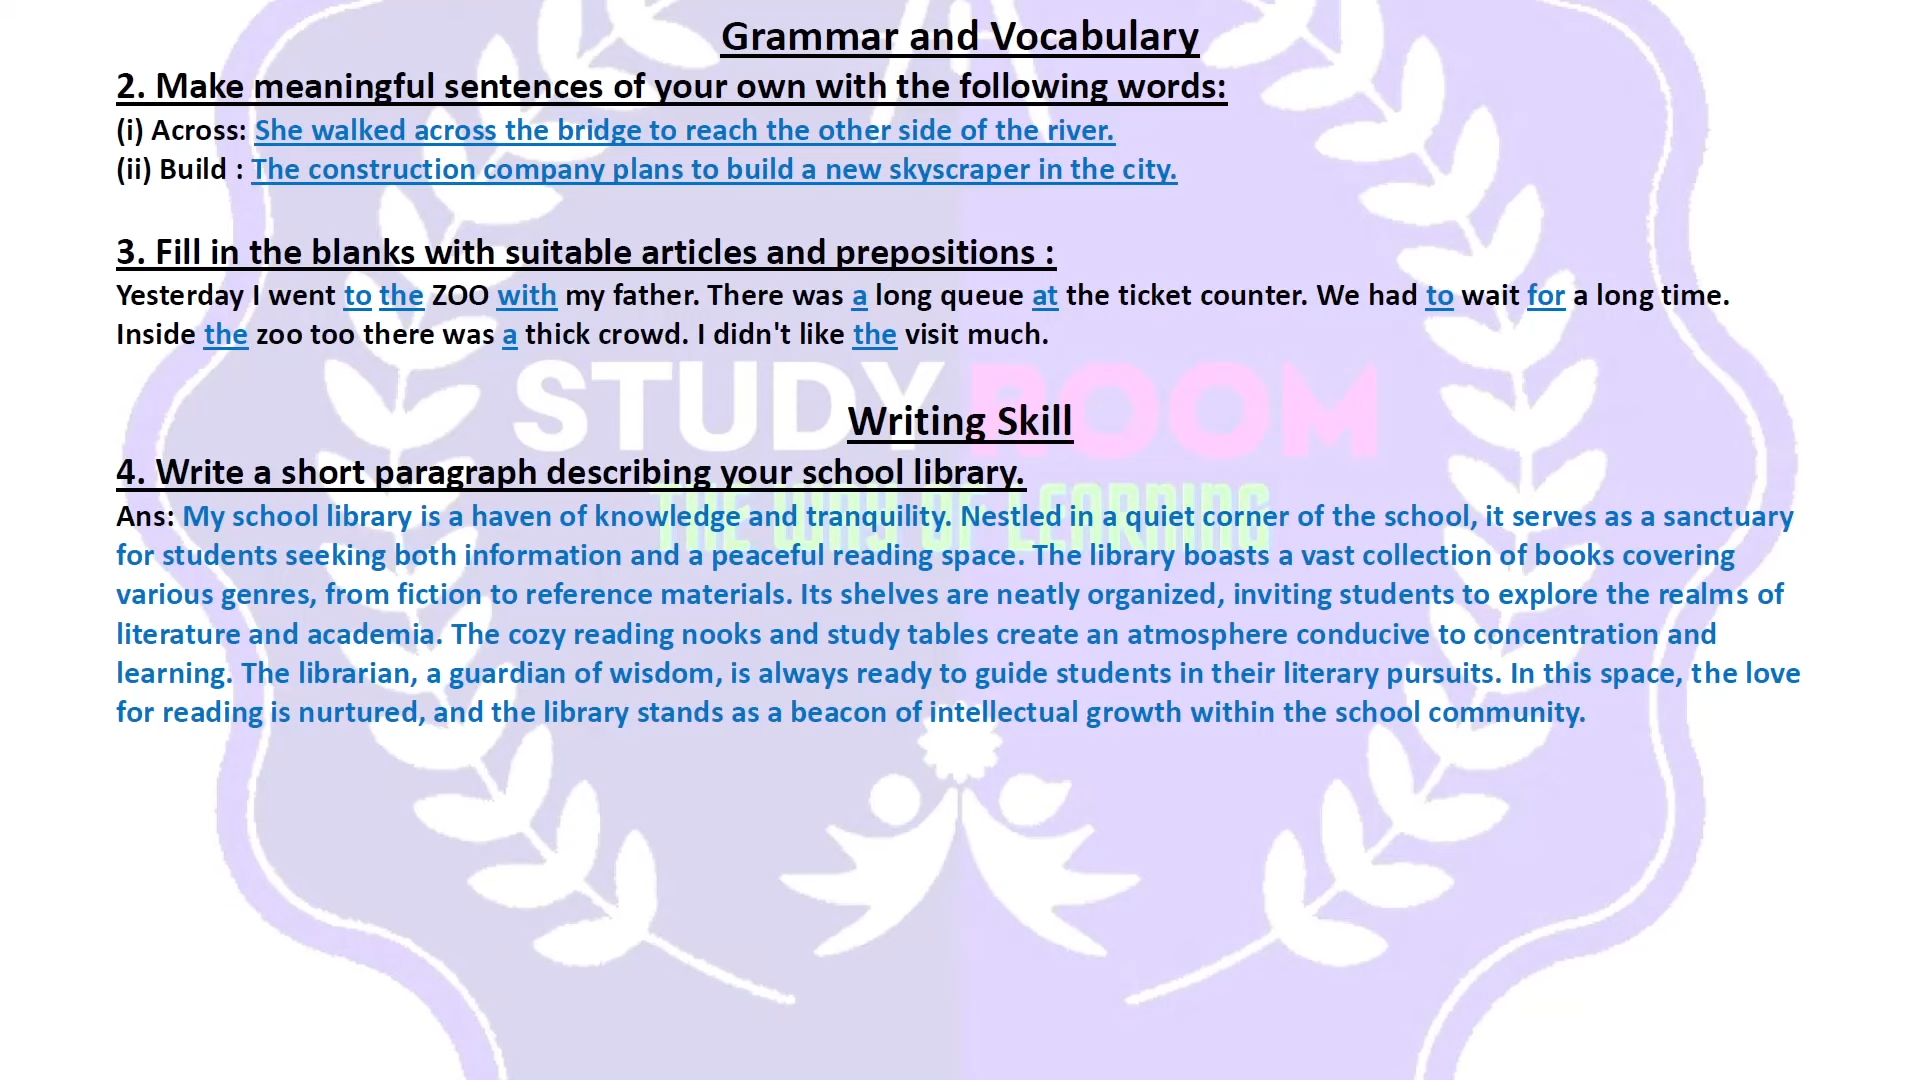 Grammar and Vocabulary
2. Make meaningful sentences of your own with the following words:
(i) Across: She walked across the bridge to reach the other side of the river.
(ii) Build : The construction company plans to build a new skyscraper in the city.
3. Fill in the blanks with suitable articles and prepositions :
Yesterday I went to the ZOO with my father. There was a long queue at the ticket counter. We had to wait for a long time.
Inside the zoo too there was a thick crowd. I didn't like the visit much.
STUDY ROOM
Writing Skill
4. Write a short paragraph describing your school library.
THE WAY OF LEARNING
Ans: My school library is a haven of knowledge and tranquility. Nestled in a quiet corner of the school, it serves as a sanctuary
for students seeking both information and a peaceful reading space. The library boasts a vast collection of books covering
various genres, from fiction to reference materials. Its shelves are neatly organized, inviting students to explore the realms of
literature and academia. The cozy reading nooks and study tables create an atmosphere conducive to concentration and
learning. The librarian, a guardian of wisdom, is always ready to guide students in their literary pursuits. In this space, the love
for reading is nurtured, and the library stands as a beacon of intellectual growth within the school community.